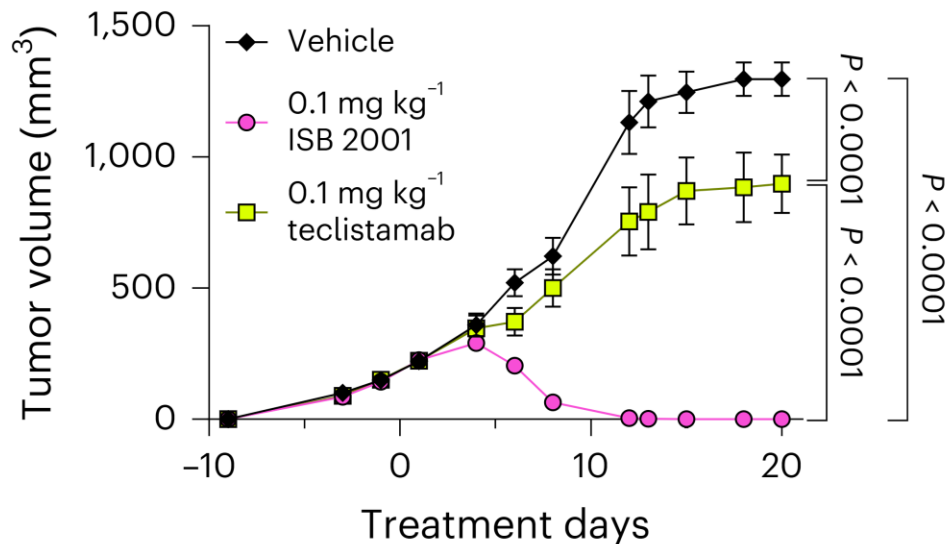 Tumor volume (mm³)
1,500
1,000
500
0
Vehicle
0.1 mg kg⁻¹
ISB 2001
0.1 mg kg⁻¹
teclistamab
P < 0.0001
P < 0.0001
P < 0.0001
–10
0
10
20
Treatment days